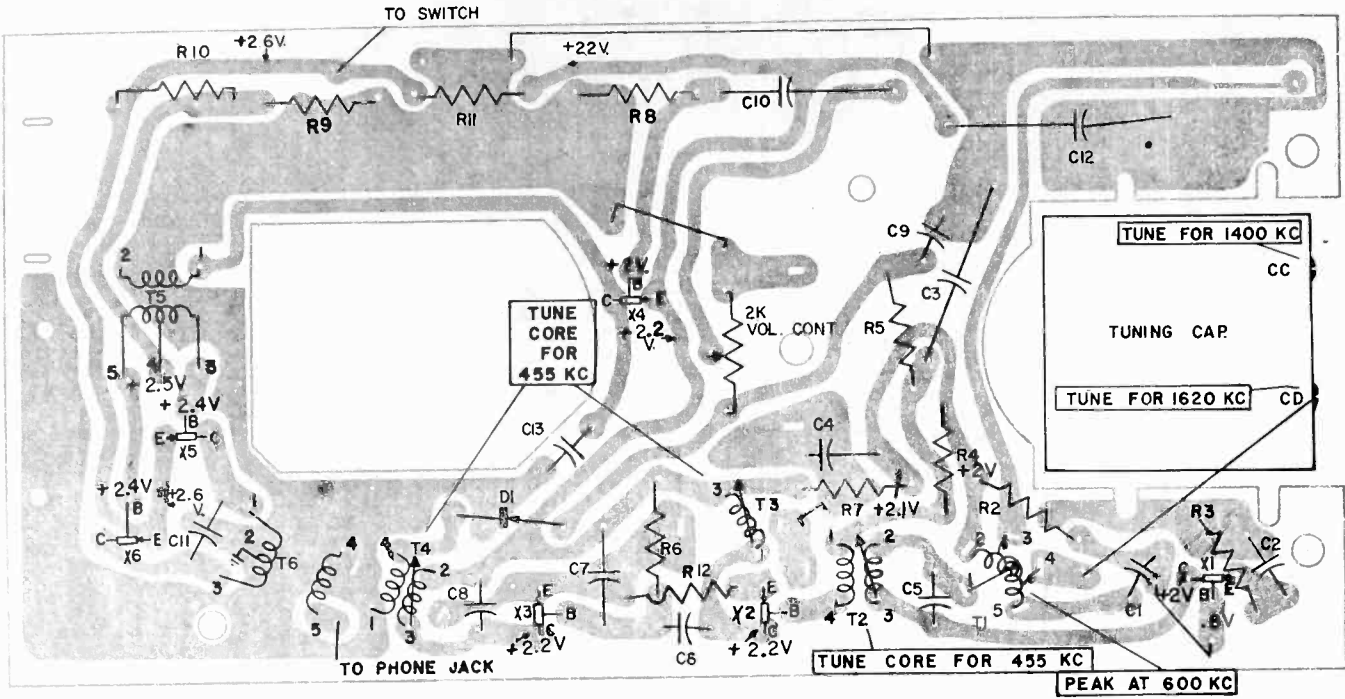 TO SWITCH
R10
+2.6V.
+22V.
R9
R11
R8
C10
C12
TUNE FOR 1400 KC
CC
C9
C3
2
1
T5
5
4
3
+ 2.5V
+ 2.4V
B
E
C
X5
+ 2V.
B
C
E
X4
+ 2.2
V.
2K
VOL. CONT
R5
TUNING CAP.
TUNE
CORE
FOR
455 KC
TUNE FOR 1620 KC
CD
C13
C4
R4
+2V
+ 2.4V
B
C
E
X6
+2.6
V.
C11
1
2
3
T6
D1
3
T3
1
R7
+2.1V
R2
R3
C2
4
5
4
T4
2
1
3
C8
X3
E
B
C
+ 2.2V
C7
R6
R12
C6
E
X2
B
C
+ 2.2V
1
2
4
3
T2
C5
2
3
4
5
T1
C1
X1
C
E
B
+2V
.8V
TO PHONE JACK
TUNE CORE FOR 455 KC
PEAK AT 600 KC